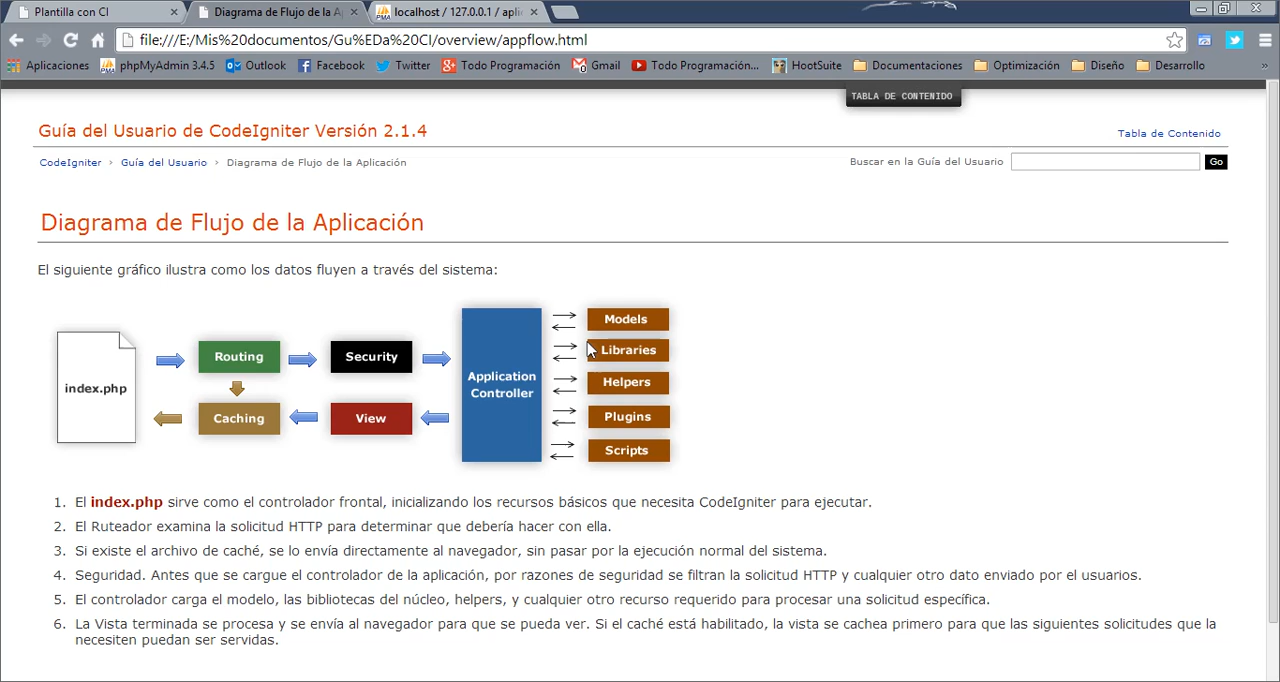 Plantilla con CI
Diagrama de Flujo de la A
localhost / 127.0.0.1 / apli
file:///E:/Mis%20documentos/Gu%EDa%20CI/overview/appflow.html
Aplicaciones phpMyAdmin 3.4.5 Outlook Facebook Twitter Todo Programación Gmail Todo Programación... HootSuite Documentaciones Optimización Diseño Desarrollo »
TABLA DE CONTENIDO
Guía del Usuario de CodeIgniter Versión 2.1.4
Tabla de Contenido
CodeIgniter › Guía del Usuario › Diagrama de Flujo de la Aplicación
Buscar en la Guía del Usuario Go
Diagrama de Flujo de la Aplicación
El siguiente gráfico ilustra como los datos fluyen a través del sistema:
index.php
Routing
Security
Caching
View
Application
Controller
Models
Libraries
Helpers
Plugins
Scripts
1. El index.php sirve como el controlador frontal, inicializando los recursos básicos que necesita CodeIgniter para ejecutar.
2. El Ruteador examina la solicitud HTTP para determinar que debería hacer con ella.
3. Si existe el archivo de caché, se lo envía directamente al navegador, sin pasar por la ejecución normal del sistema.
4. Seguridad. Antes que se cargue el controlador de la aplicación, por razones de seguridad se filtran la solicitud HTTP y cualquier otro dato enviado por el usuarios.
5. El controlador carga el modelo, las bibliotecas del núcleo, helpers, y cualquier otro recurso requerido para procesar una solicitud específica.
6. La Vista terminada se procesa y se envía al navegador para que se pueda ver. Si el caché está habilitado, la vista se cachea primero para que las siguientes solicitudes que la
necesiten puedan ser servidas.